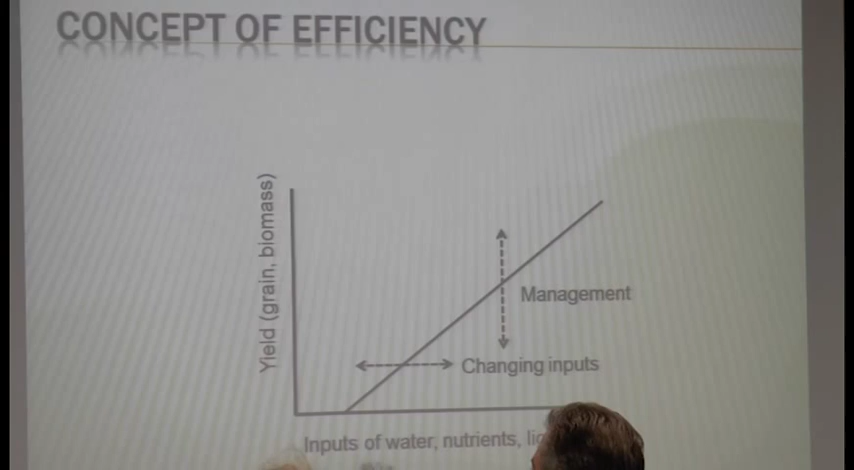 CONCEPT OF EFFICIENCY
Yield (grain, biomass)
Management
Changing inputs
Inputs of water, nutrients,